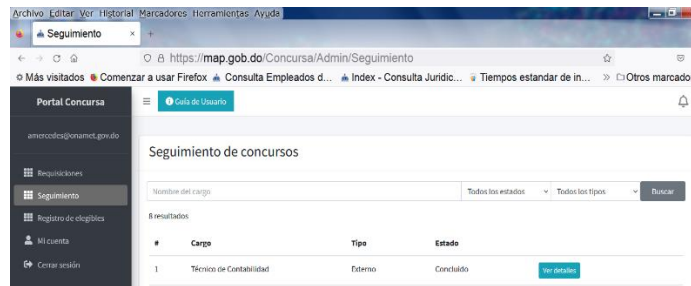 Archivo Editar Ver Historial Marcadores Herramientas Ayuda
Seguimiento × +
https://map.gob.do/Concursa/Admin/Seguimiento
Más visitados Comenzar a usar Firefox Consulta Empleados d... Index - Consulta Juridic... Tiempos estandar de in... » Otros marcado
Portal Concursa
Guía de Usuario
amercedes@onamet.gov.do
Seguimiento de concursos
Requisiciones
Seguimiento
Nombre del cargo Todos los estados Todos los tipos Buscar
Registro de elegibles
8 resultados
Mi cuenta
# Cargo Tipo Estado
Cerrar sesión
1 Técnico de Contabilidad Externo Concluido Ver detalles